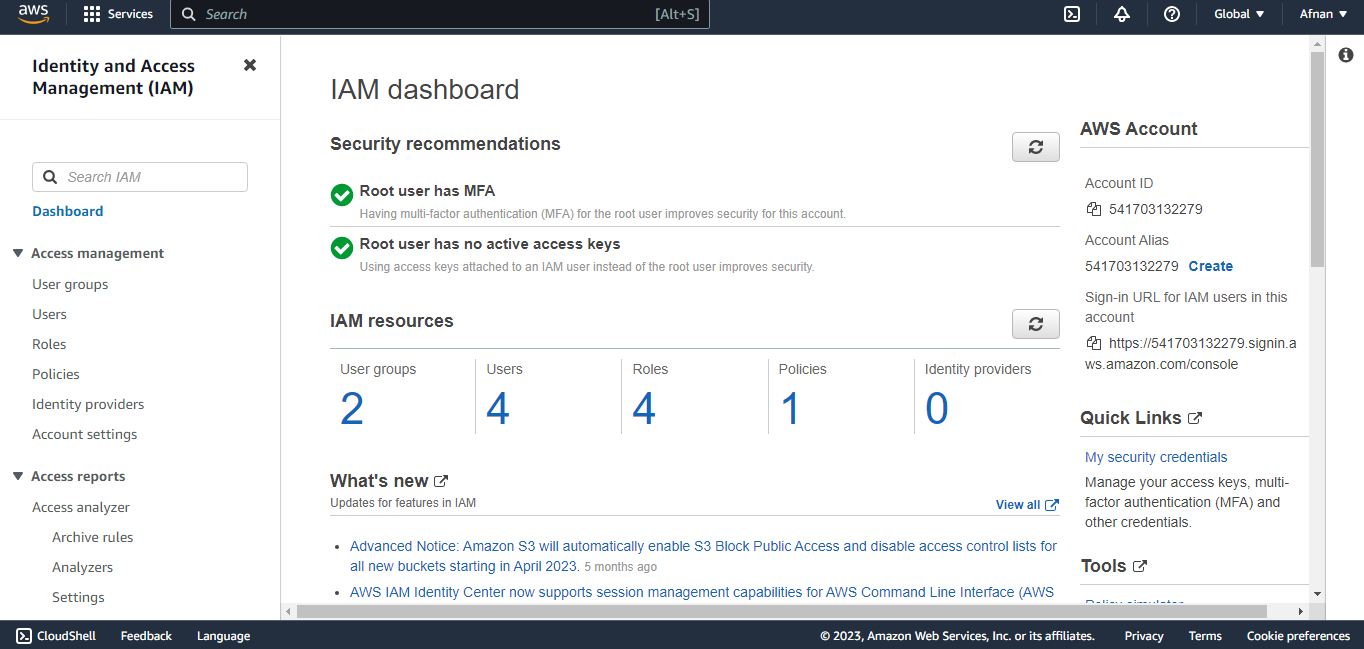 aws
Services
Search
[Alt+S]
Global
Afnan
Identity and Access
Management (IAM)
Search IAM
Dashboard
Access management
User groups
Users
Roles
Policies
Identity providers
Account settings
Access reports
Access analyzer
Archive rules
Analyzers
Settings
IAM dashboard
Security recommendations
Root user has MFA
Having multi-factor authentication (MFA) for the root user improves security for this account.
Root user has no active access keys
Using access keys attached to an IAM user instead of the root user improves security.
IAM resources
User groups
2
Users
4
Roles
4
Policies
1
Identity providers
0
What's new
Updates for features in IAM
View all
Advanced Notice: Amazon S3 will automatically enable S3 Block Public Access and disable access control lists for
all new buckets starting in April 2023. 5 months ago
AWS IAM Identity Center now supports session management capabilities for AWS Command Line Interface (AWS
AWS Account
Account ID
541703132279
Account Alias
541703132279 Create
Sign-in URL for IAM users in this
account
https://541703132279.signin.a
ws.amazon.com/console
Quick Links
My security credentials
Manage your access keys, multi-
factor authentication (MFA) and
other credentials.
Tools
Policy simulator
CloudShell
Feedback
Language
© 2023, Amazon Web Services, Inc. or its affiliates.
Privacy
Terms
Cookie preferences